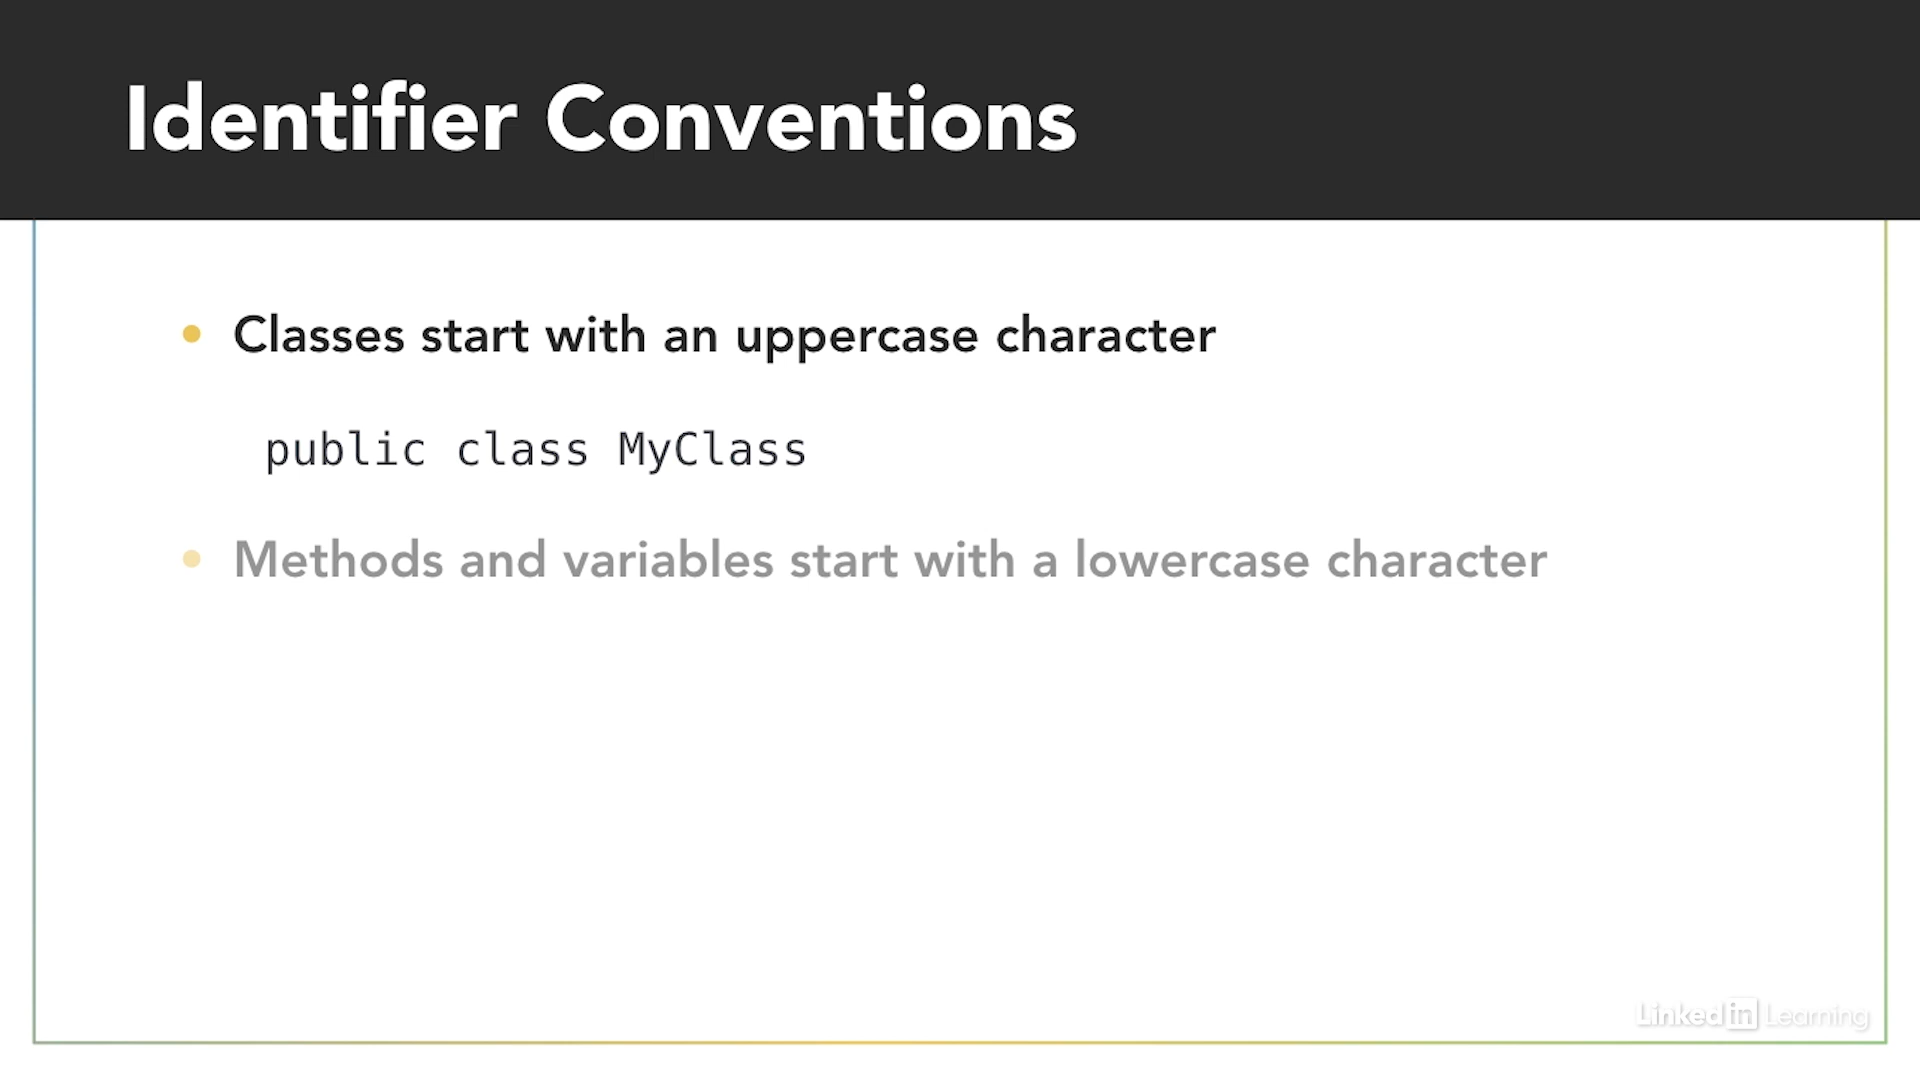 Identifier Conventions
• Classes start with an uppercase character
public class MyClass
• Methods and variables start with a lowercase character
LinkedIn Learning